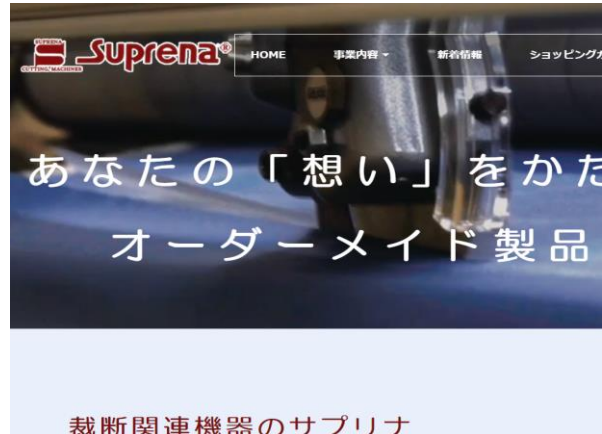 SUPRENA
CUTTING MACHINES
Suprena®
HOME 事業内容 新着情報 ショッピング
あなたの「想い」をかた
オーダーメイド製品
裁断関連機器のサプリナ